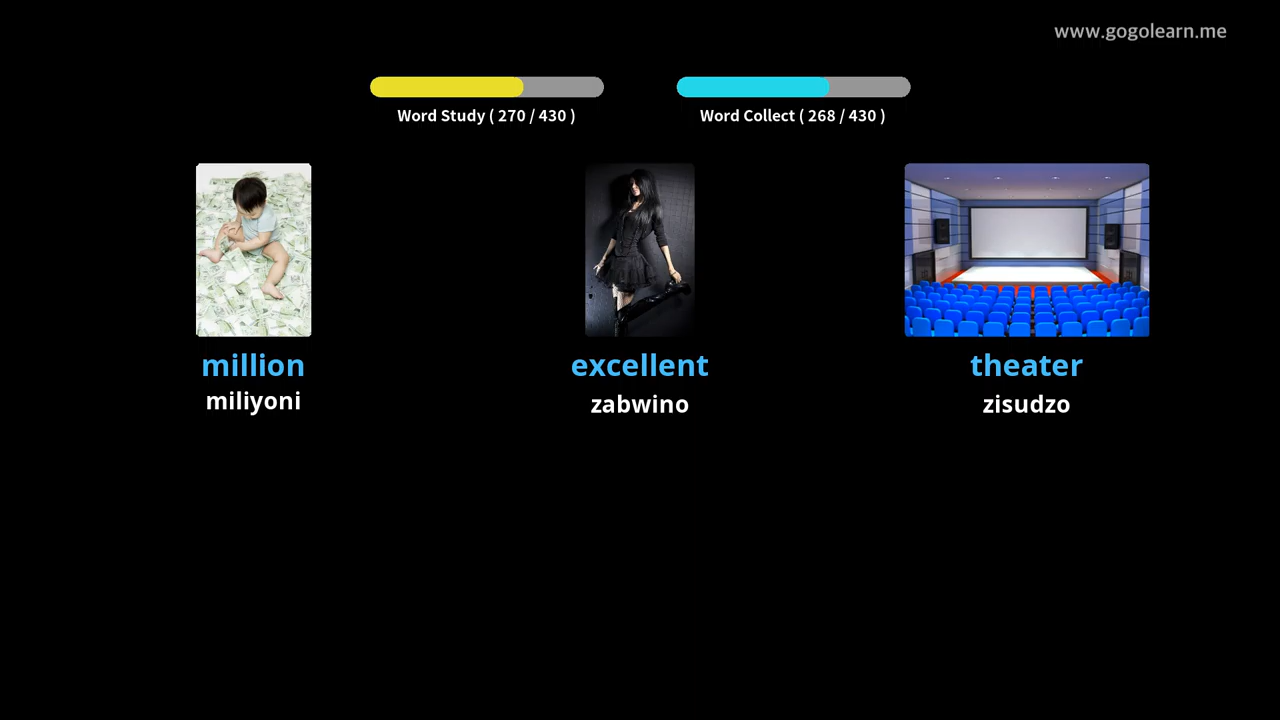 www.gogolearn.me
Word Study ( 270 / 430 )
Word Collect ( 268 / 430 )
million
miliyoni
excellent
zabwino
theater
zisudzo